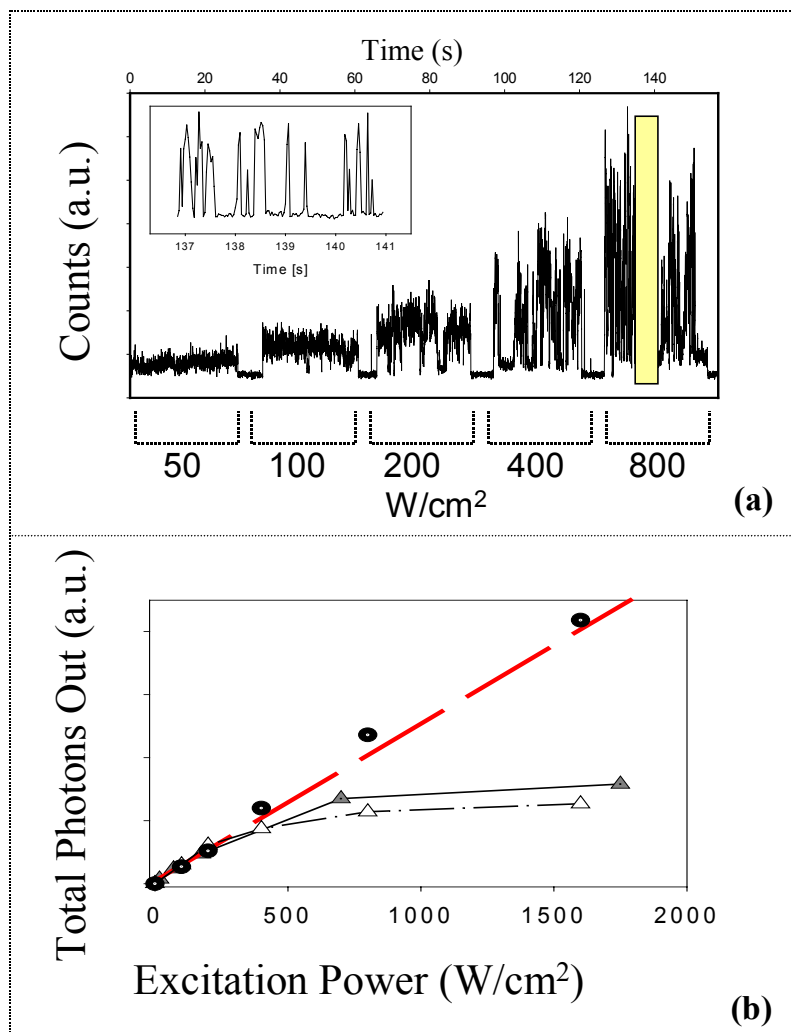 Time (s)
0 20 40 60 80 100 120 140
Counts (a.u.)
137 138 139 140 141
Time [s]
50 100 200 400 800
W/cm²
(a)
Total Photons Out (a.u.)
0 500 1000 1500 2000
Excitation Power (W/cm²)
(b)